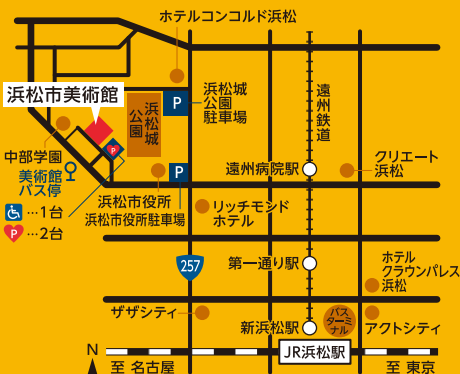 ホテルコンコルド浜松
浜松市美術館
P
浜松城
公園
駐車場
浜松城
公園
遠州鉄道
中部学園
P
美術館
バス停
P
遠州病院駅
クリエート
浜松
…1台
P
…2台
浜松市役所
浜松市役所駐車場
リッチモンド
ホテル
257
第一通り駅
ホテル
クラウンパレス
浜松
ザザシティ
新浜松駅
バス
ターミ
ナル
アクトシティ
N
JR浜松駅
至 名古屋
至 東京